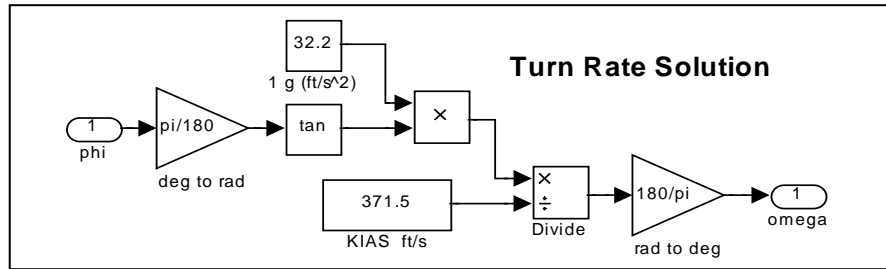 32.2
1 g (ft/s^2)
Turn Rate Solution
1
phi
pi/180
deg to rad
tan
×
371.5
KIAS ft/s
×
÷
Divide
180/pi
rad to deg
1
omega